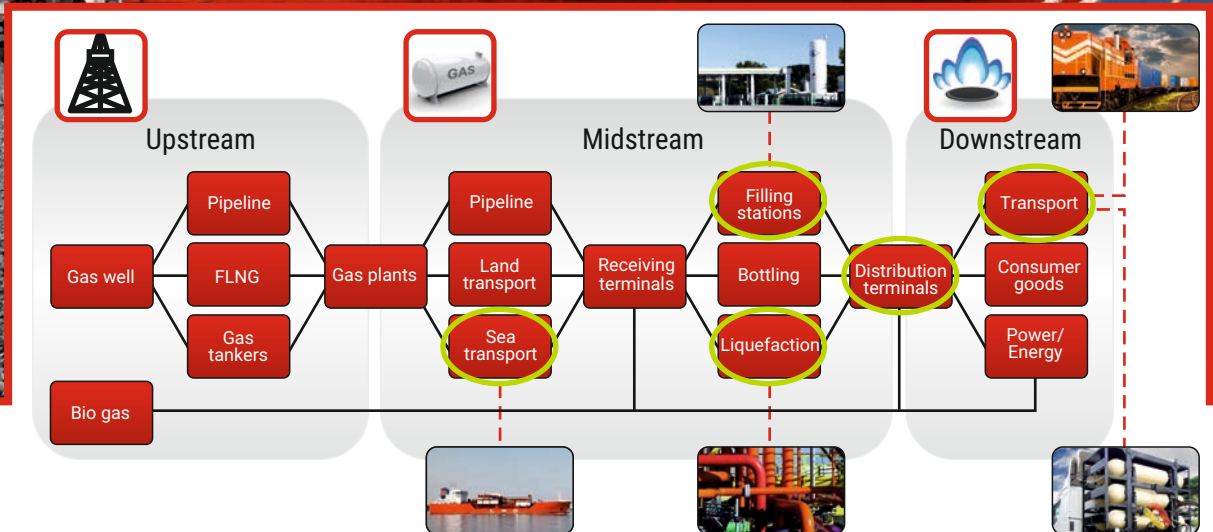 GAS
Upstream
Midstream
Downstream
Pipeline
Gas well
FLNG
Gas
tankers
Bio gas
Gas plants
Pipeline
Land
transport
Sea
transport
Receiving
terminals
Filling
stations
Bottling
Liquefaction
Distribution
terminals
Transport
Consumer
goods
Power/
Energy